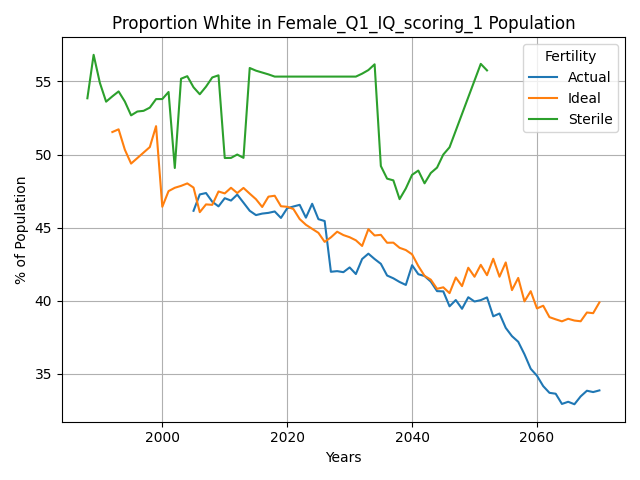 Proportion White in Female_Q1_IQ_scoring_1 Population
Fertility
Actual
Ideal
Sterile
% of Population
55
50
45
40
35
2000
2020
2040
2060
Years